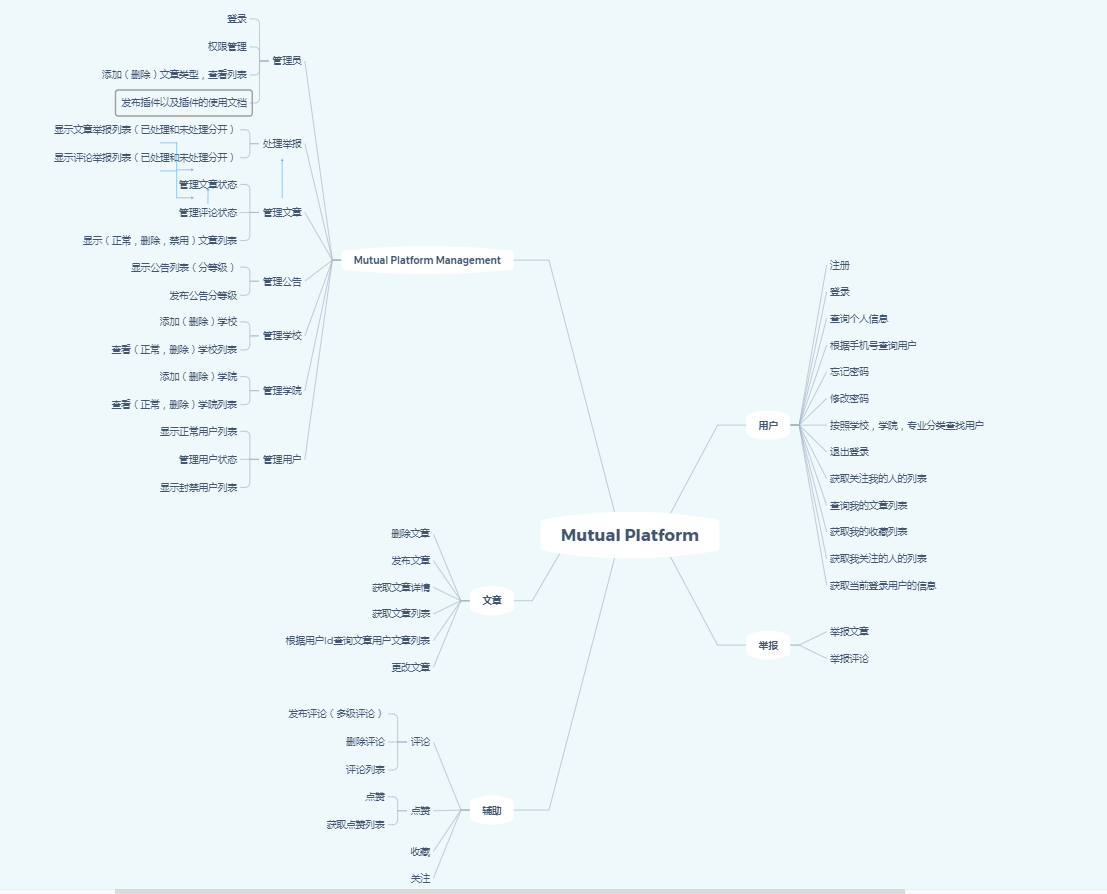 Mutual Platform
Mutual Platform Management
管理员
登录
权限管理
添加（删除）文章类型，查看列表
发布插件以及插件的使用文档
处理举报
显示文章举报列表（已处理和未处理分开）
显示评论举报列表（已处理和未处理分开）
管理文章
管理文章状态
管理评论状态
显示（正常，删除，禁用）文章列表
管理公告
显示公告列表（分等级）
发布公告分等级
管理学校
添加（删除）学校
查看（正常，删除）学校列表
管理学院
添加（删除）学院
查看（正常，删除）学院列表
管理用户
显示正常用户列表
管理用户状态
显示封禁用户列表
文章
删除文章
发布文章
获取文章详情
获取文章列表
根据用户id查询文章用户文章列表
更改文章
辅助
评论
发布评论（多级评论）
删除评论
评论列表
点赞
点赞
获取点赞列表
收藏
关注
用户
注册
登录
查询个人信息
根据手机号查询用户
忘记密码
修改密码
按照学校，学院，专业分类查找用户
退出登录
获取关注我的人的列表
查询我的文章列表
获取我的收藏列表
获取我关注的人的列表
获取当前登录用户的信息
举报
举报文章
举报评论